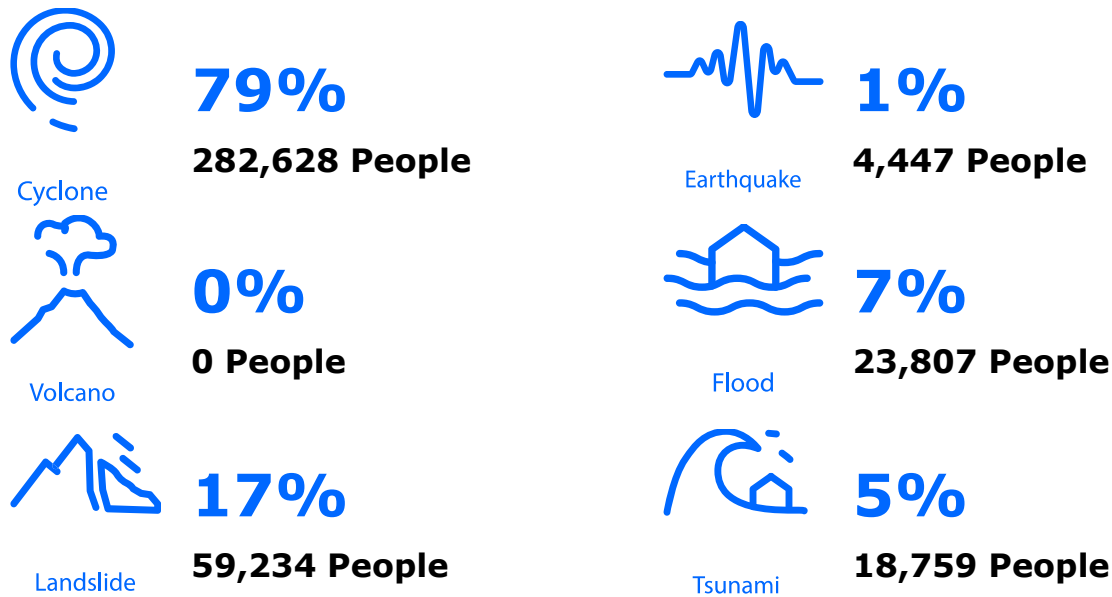 79%
282,628 People
Cyclone
1%
4,447 People
Earthquake
0%
0 People
Volcano
7%
23,807 People
Flood
17%
59,234 People
Landslide
5%
18,759 People
Tsunami